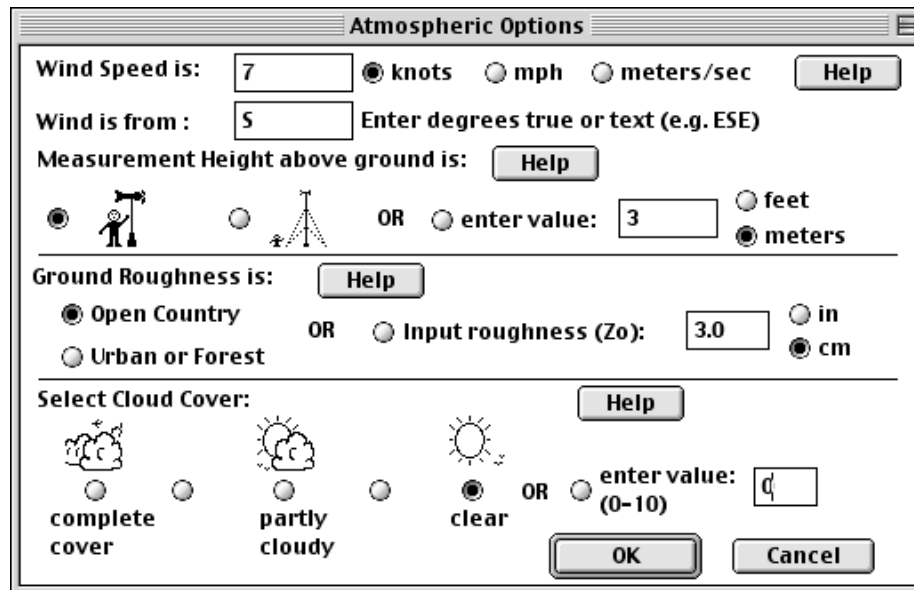 Atmospheric Options
Wind Speed is: 7 knots mph meters/sec Help
Wind is from : S Enter degrees true or text (e.g. ESE)
Measurement Height above ground is: Help
OR enter value: 3 feet
meters
Ground Roughness is: Help
Open Country
OR Input roughness (Zo): 3.0 in
cm
Urban or Forest
Select Cloud Cover: Help
complete cover
partly cloudy
clear
OR enter value: 0
(0-10)
OK Cancel